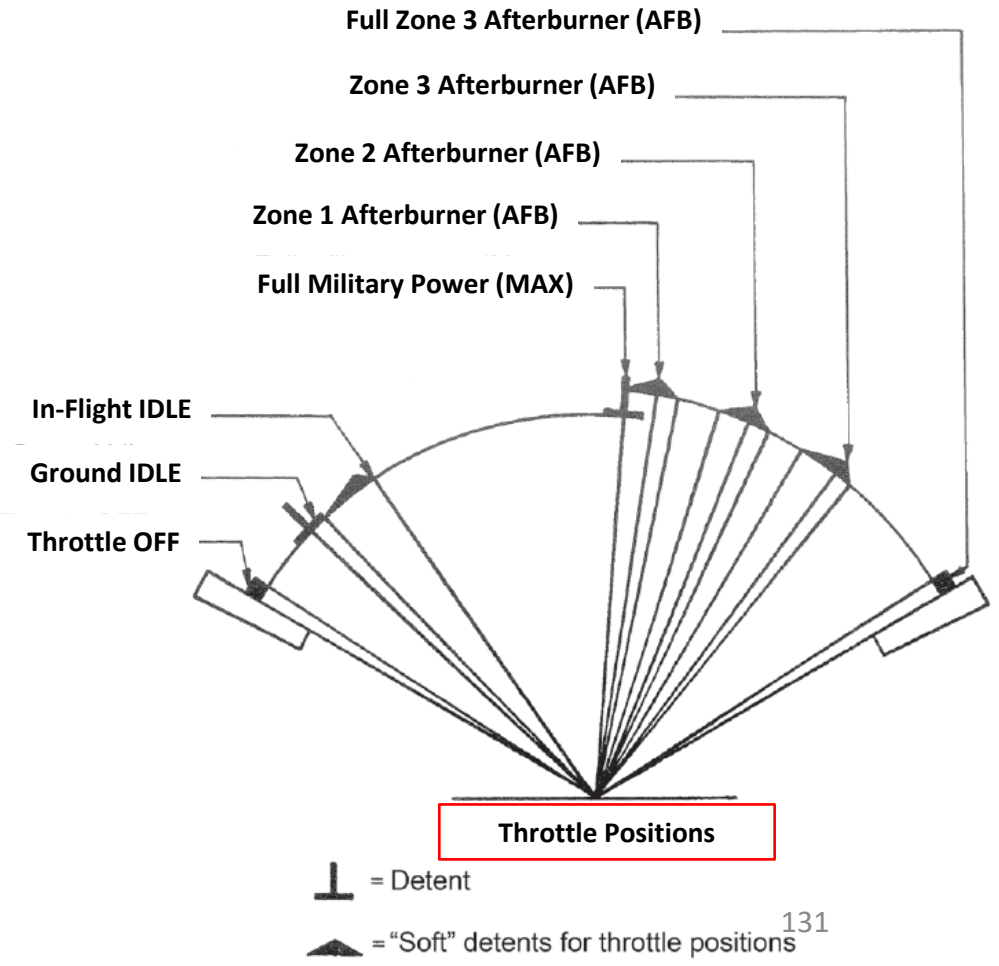 Full Zone 3 Afterburner (AFB)
Zone 3 Afterburner (AFB)
Zone 2 Afterburner (AFB)
Zone 1 Afterburner (AFB)
Full Military Power (MAX)
In-Flight IDLE
Ground IDLE
Throttle OFF
Throttle Positions
= Detent
= “Soft” detents for throttle positions
131